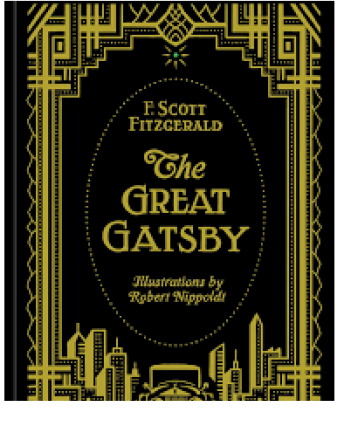 F. SCOTT
FITZGERALD
The
GREAT
GATSBY
Illustrations by
Robert Nippoldt